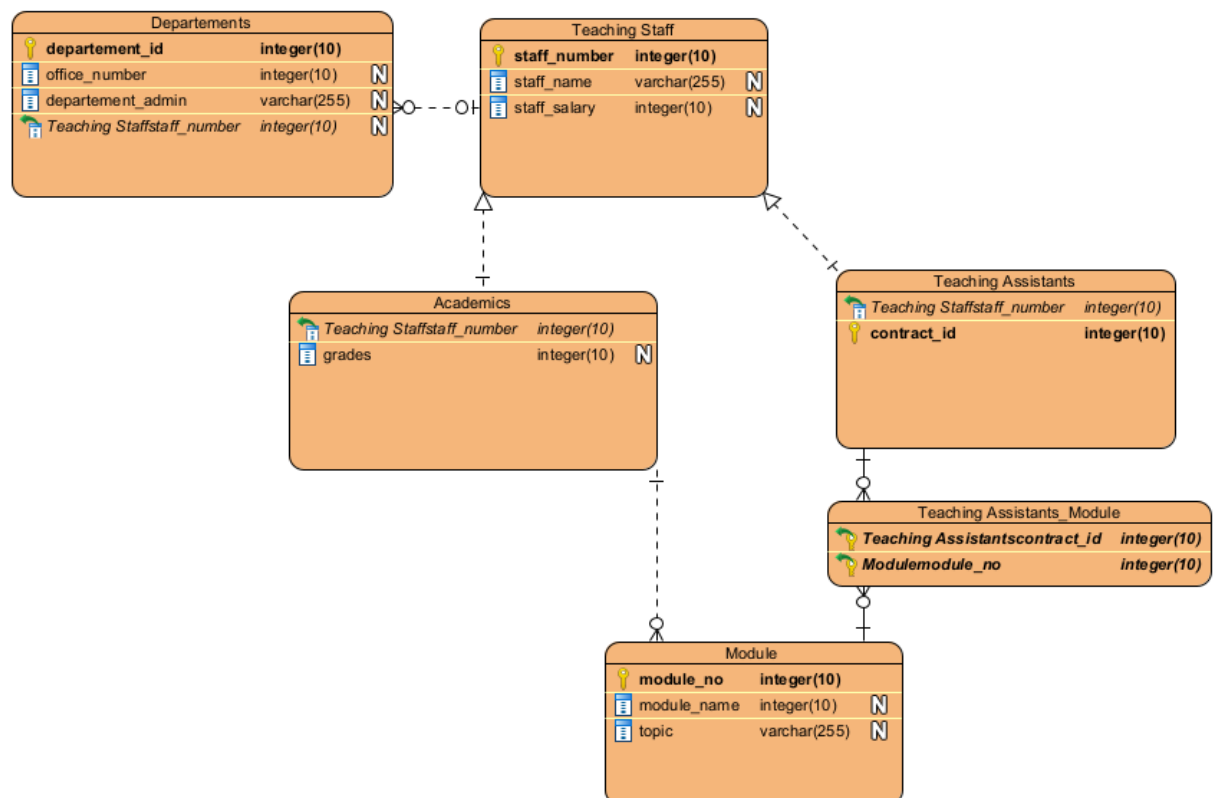 Departements
departement_id integer(10)
office_number integer(10) N
departement_admin varchar(255) N
Teaching Staffstaff_number integer(10) N
Teaching Staff
staff_number integer(10)
staff_name varchar(255) N
staff_salary integer(10) N
Academics
Teaching Staffstaff_number integer(10)
grades integer(10) N
Teaching Assistants
Teaching Staffstaff_number integer(10)
contract_id integer(10)
Teaching Assistants_Module
Teaching Assistantscontract_id integer(10)
Modulemodule_no integer(10)
Module
module_no integer(10)
module_name integer(10) N
topic varchar(255) N